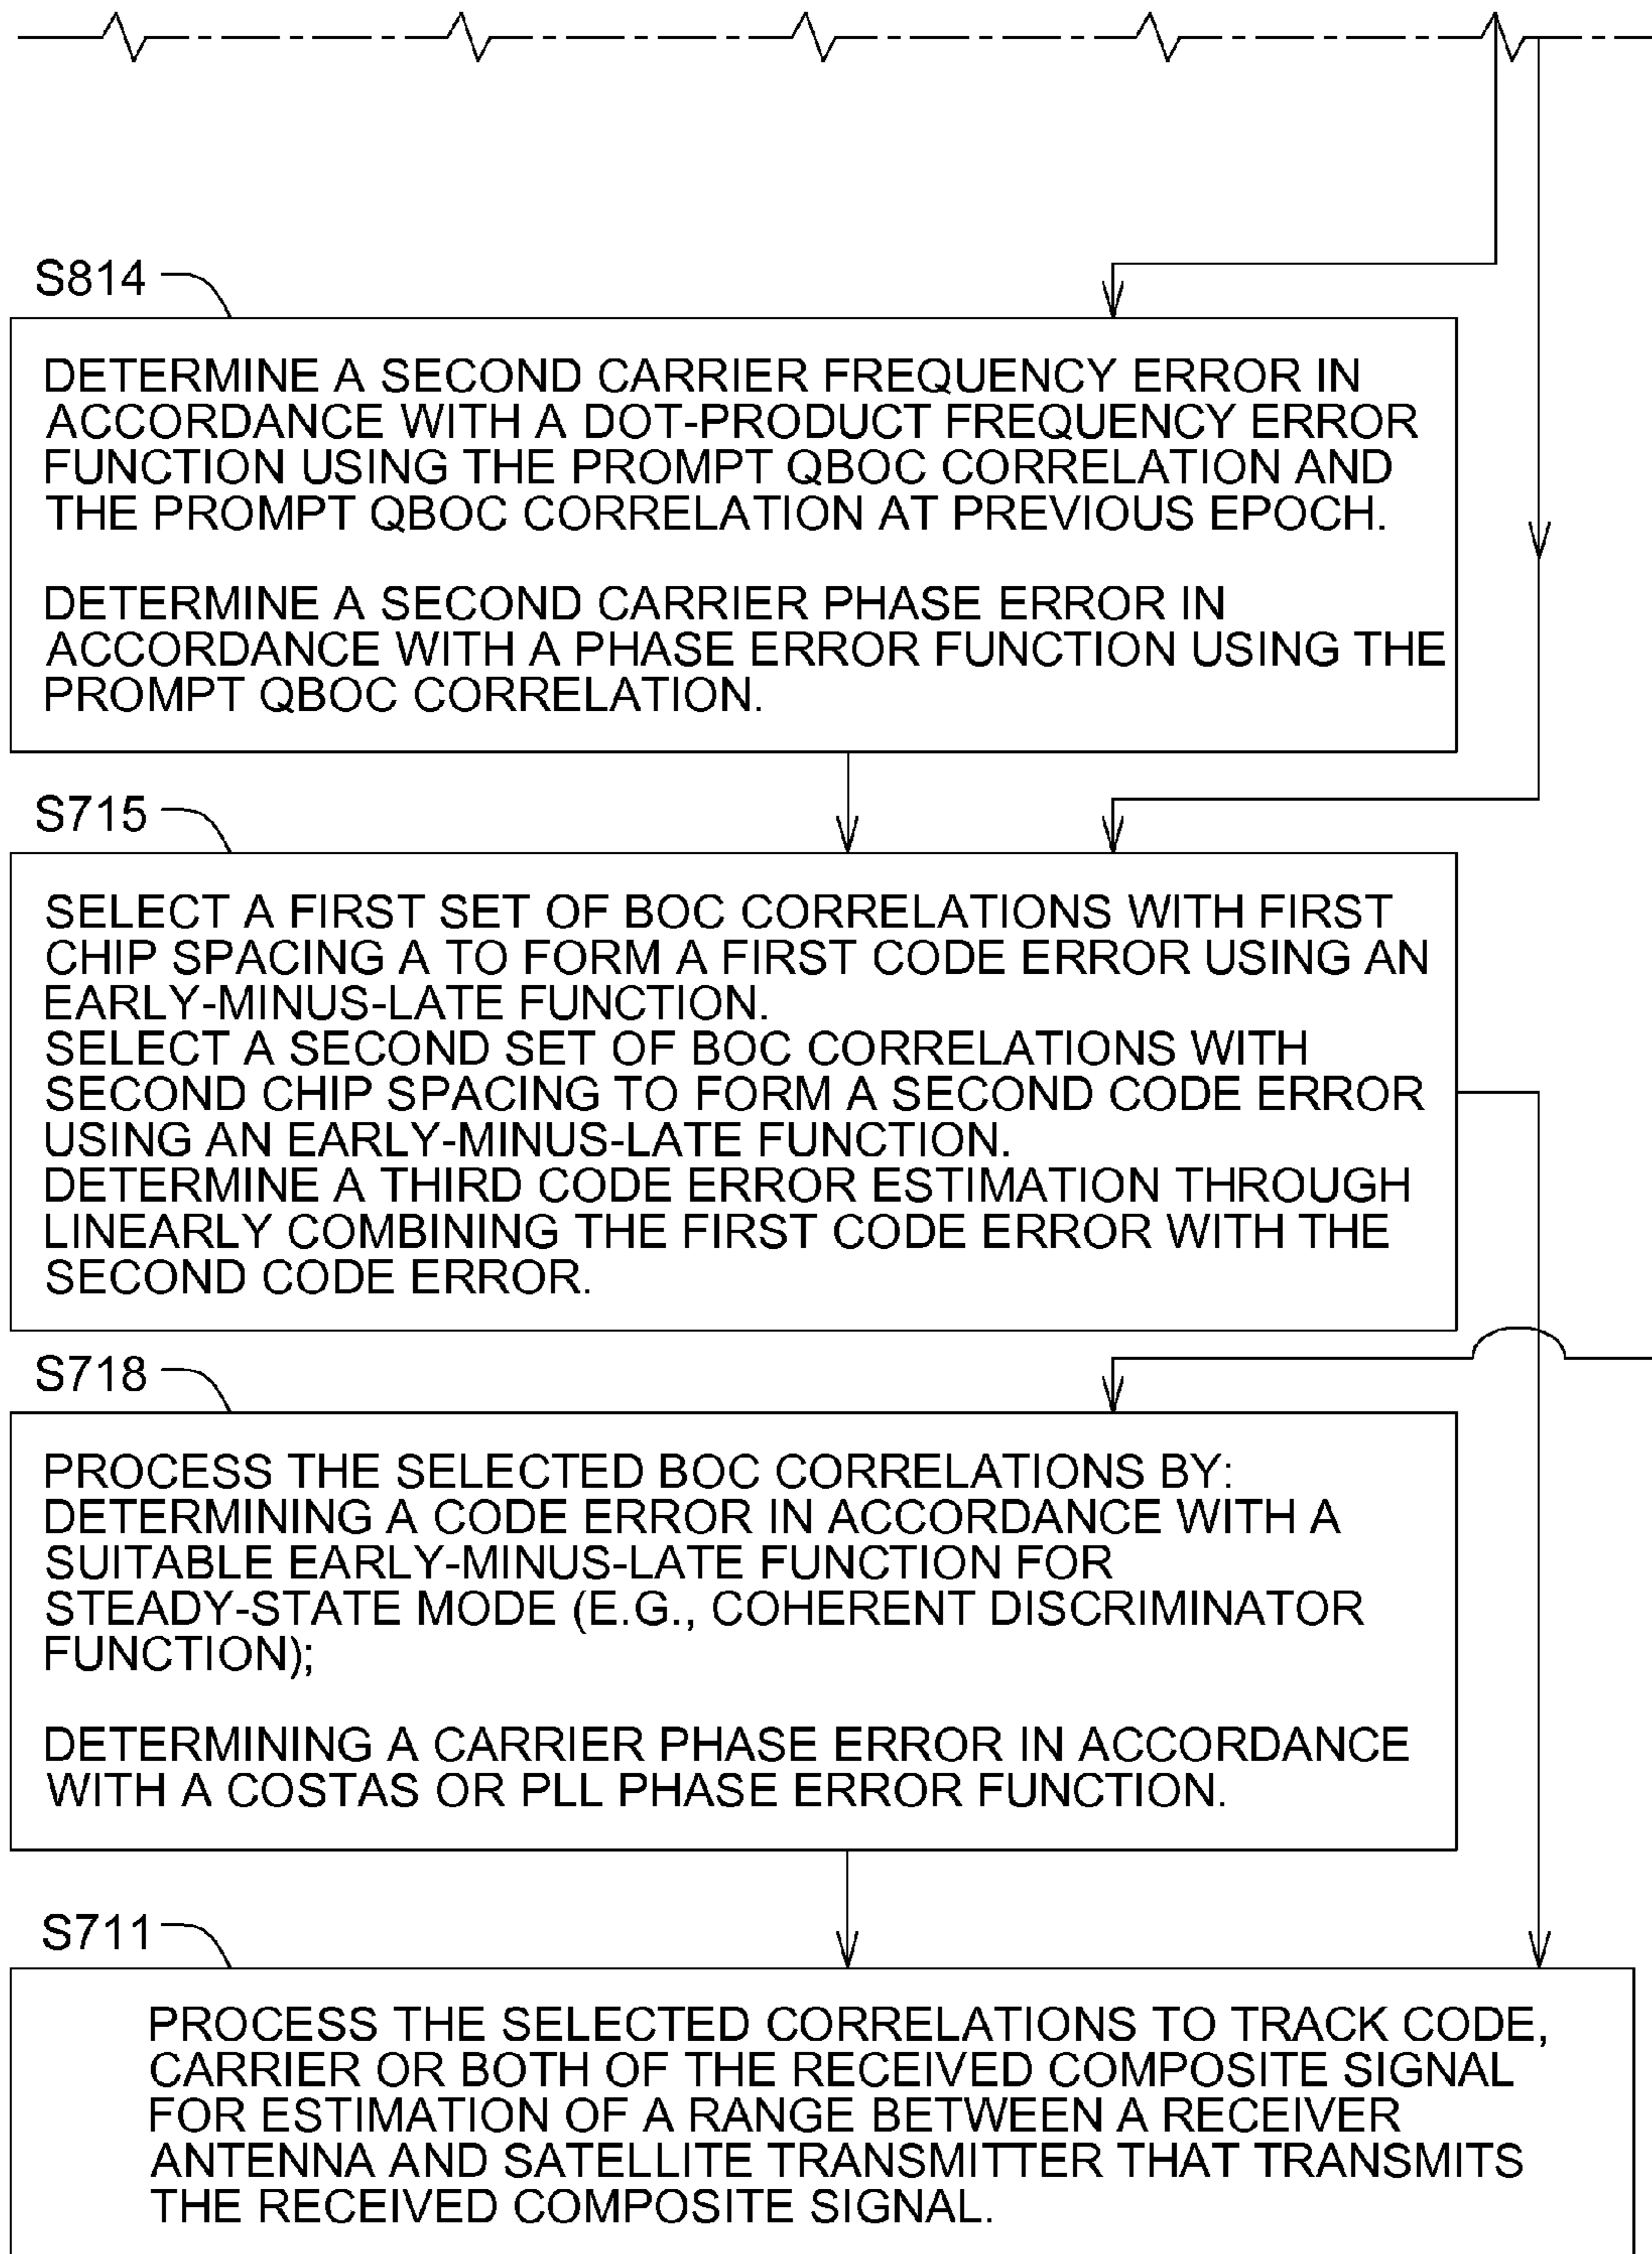 S814
DETERMINE A SECOND CARRIER FREQUENCY ERROR IN
ACCORDANCE WITH A DOT-PRODUCT FREQUENCY ERROR
FUNCTION USING THE PROMPT QBOC CORRELATION AND
THE PROMPT QBOC CORRELATION AT PREVIOUS EPOCH.
DETERMINE A SECOND CARRIER PHASE ERROR IN
ACCORDANCE WITH A PHASE ERROR FUNCTION USING THE
PROMPT QBOC CORRELATION.
S715
SELECT A FIRST SET OF BOC CORRELATIONS WITH FIRST
CHIP SPACING A TO FORM A FIRST CODE ERROR USING AN
EARLY-MINUS-LATE FUNCTION.
SELECT A SECOND SET OF BOC CORRELATIONS WITH
SECOND CHIP SPACING TO FORM A SECOND CODE ERROR
USING AN EARLY-MINUS-LATE FUNCTION.
DETERMINE A THIRD CODE ERROR ESTIMATION THROUGH
LINEARLY COMBINING THE FIRST CODE ERROR WITH THE
SECOND CODE ERROR.
S718
PROCESS THE SELECTED BOC CORRELATIONS BY:
DETERMINING A CODE ERROR IN ACCORDANCE WITH A
SUITABLE EARLY-MINUS-LATE FUNCTION FOR
STEADY-STATE MODE (E.G., COHERENT DISCRIMINATOR
FUNCTION);
DETERMINING A CARRIER PHASE ERROR IN ACCORDANCE
WITH A COSTAS OR PLL PHASE ERROR FUNCTION.
S711
PROCESS THE SELECTED CORRELATIONS TO TRACK CODE,
CARRIER OR BOTH OF THE RECEIVED COMPOSITE SIGNAL
FOR ESTIMATION OF A RANGE BETWEEN A RECEIVER
ANTENNA AND SATELLITE TRANSMITTER THAT TRANSMITS
THE RECEIVED COMPOSITE SIGNAL.